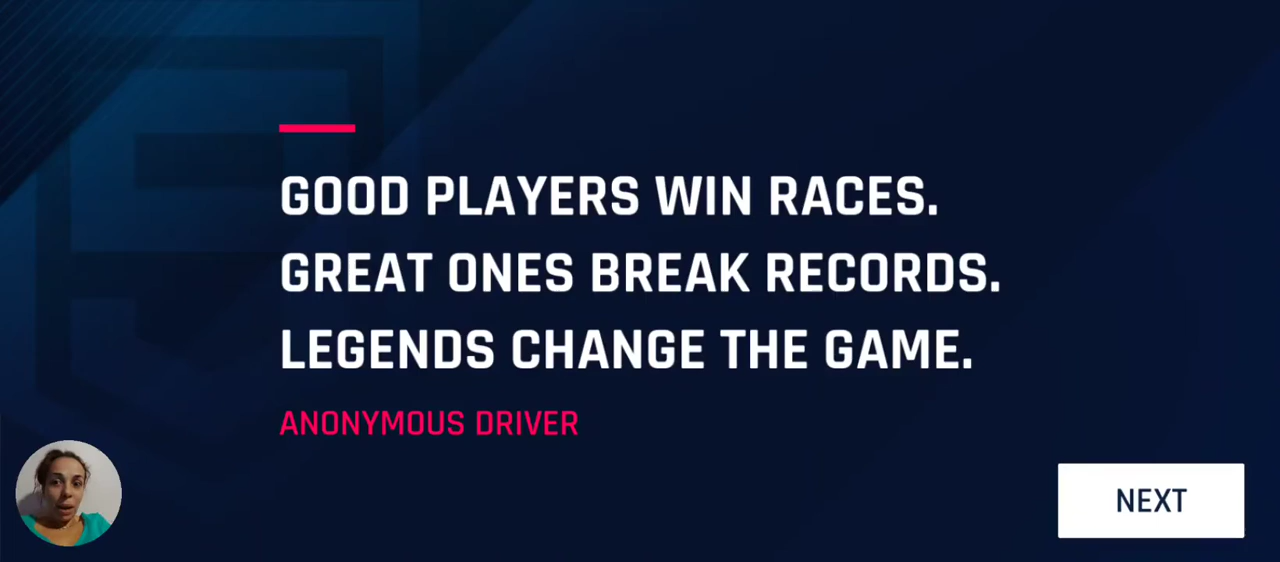 GOOD PLAYERS WIN RACES.
GREAT ONES BREAK RECORDS.
LEGENDS CHANGE THE GAME.
ANONYMOUS DRIVER
NEXT